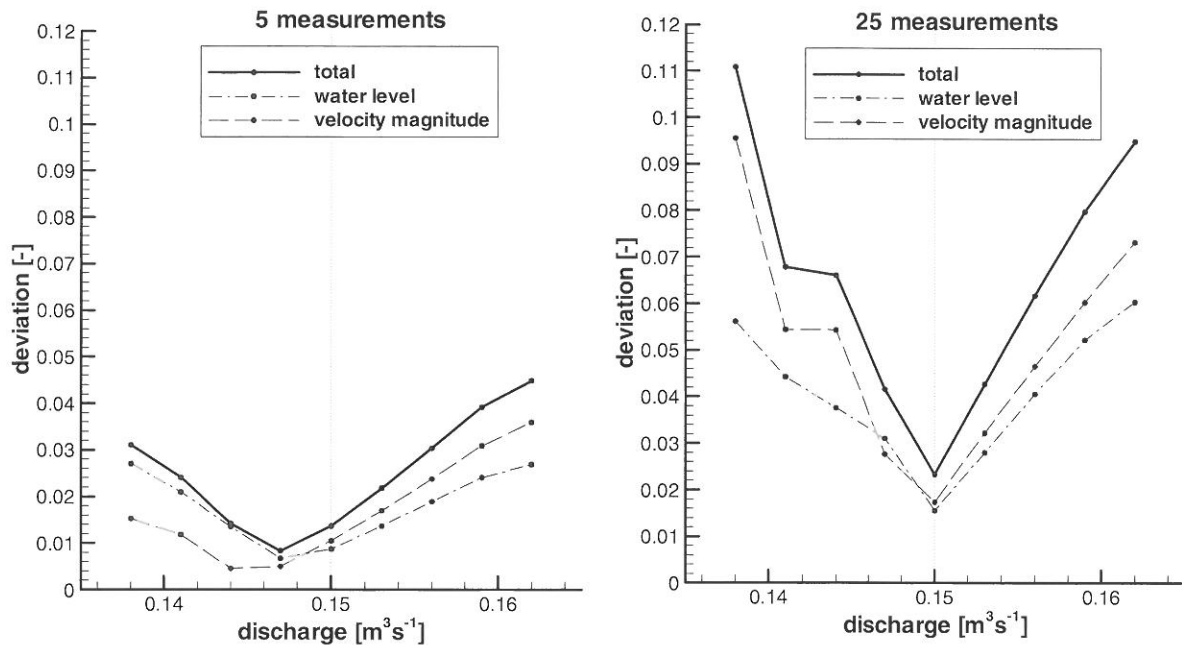 5 measurements
total
water level
velocity magnitude
0.12
0.11
0.1
0.09
0.08
0.07
0.06
0.05
0.04
0.03
0.02
0.01
0
deviation [-]
0.14
0.15
0.16
discharge [m³s⁻¹]
25 measurements
total
water level
velocity magnitude
0.12
0.11
0.1
0.09
0.08
0.07
0.06
0.05
0.04
0.03
0.02
0.01
0
deviation [-]
0.14
0.15
0.16
discharge [m³s⁻¹]